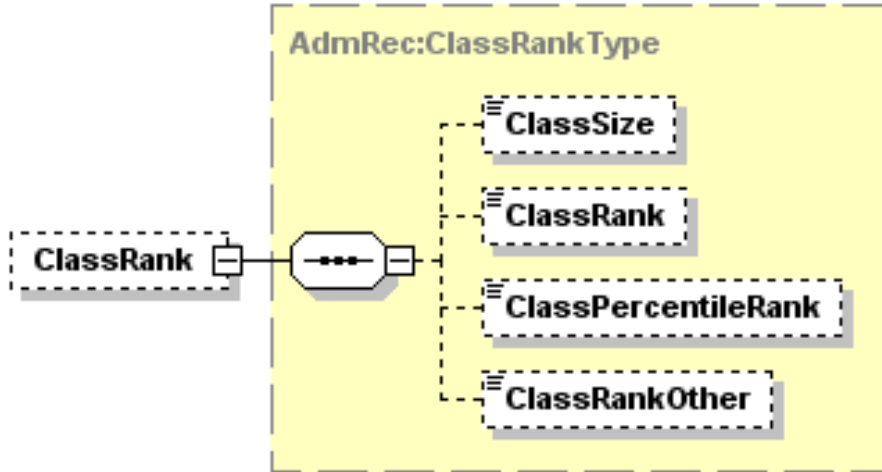 AdmRec:ClassRankType
ClassSize
ClassRank
ClassRank
ClassPercentileRank
ClassRankOther